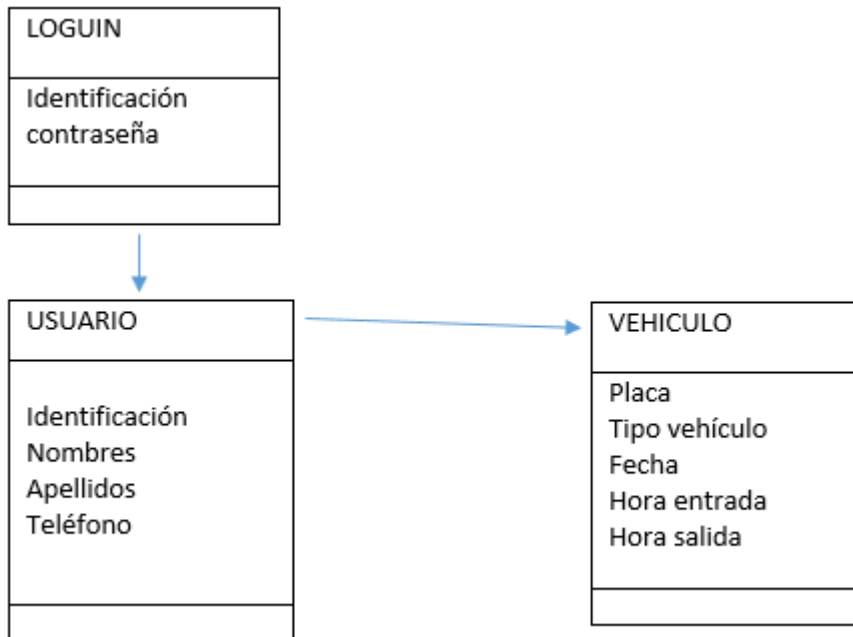 LOGUIN
Identificación
contraseña
USUARIO
Identificación
Nombres
Apellidos
Teléfono
VEHICULO
Placa
Tipo vehículo
Fecha
Hora entrada
Hora salida